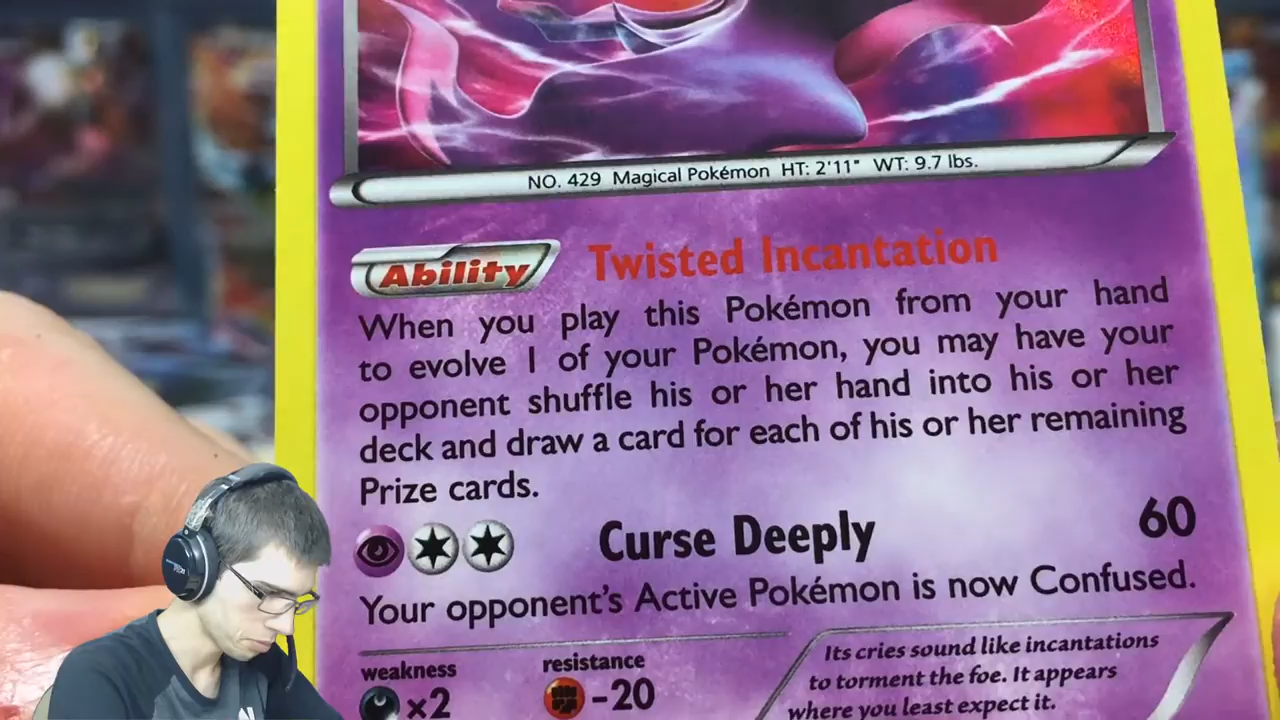 NO. 429 Magical Pokémon HT: 2'11" WT: 9.7 lbs.
Ability Twisted Incantation
When you play this Pokémon from your hand
to evolve 1 of your Pokémon, you may have your
opponent shuffle his or her hand into his or her
deck and draw a card for each of his or her remaining
Prize cards.
Curse Deeply 60
Your opponent's Active Pokémon is now Confused.
weakness resistance
×2 -20
Its cries sound like incantations
to torment the foe. It appears
where you least expect it.